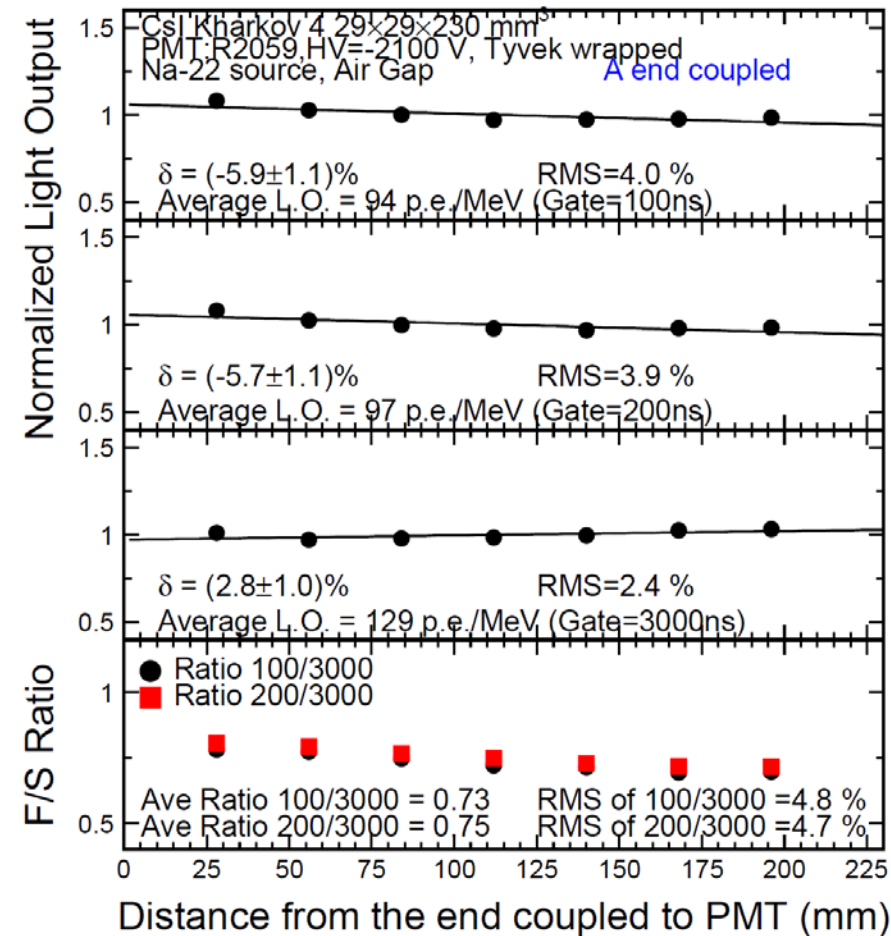 CsI Kharkov 4 29×29×230 mm³
PMT;R2059,HV=-2100 V, Tyvek wrapped
Na-22 source, Air Gap
A end coupled
δ = (-5.9±1.1)% RMS=4.0 %
Average L.O. = 94 p.e./MeV (Gate=100ns)
1.5
1
0.5
δ = (-5.7±1.1)% RMS=3.9 %
Average L.O. = 97 p.e./MeV (Gate=200ns)
1.5
1
0.5
δ = (2.8±1.0)% RMS=2.4 %
Average L.O. = 129 p.e./MeV (Gate=3000ns)
1.5
1
0.5
Normalized Light Output
Ratio 100/3000
Ratio 200/3000
Ave Ratio 100/3000 = 0.73 RMS of 100/3000 =4.8 %
Ave Ratio 200/3000 = 0.75 RMS of 200/3000 =4.7 %
1
0.5
F/S Ratio
0 25 50 75 100 125 150 175 200 225
Distance from the end coupled to PMT (mm)